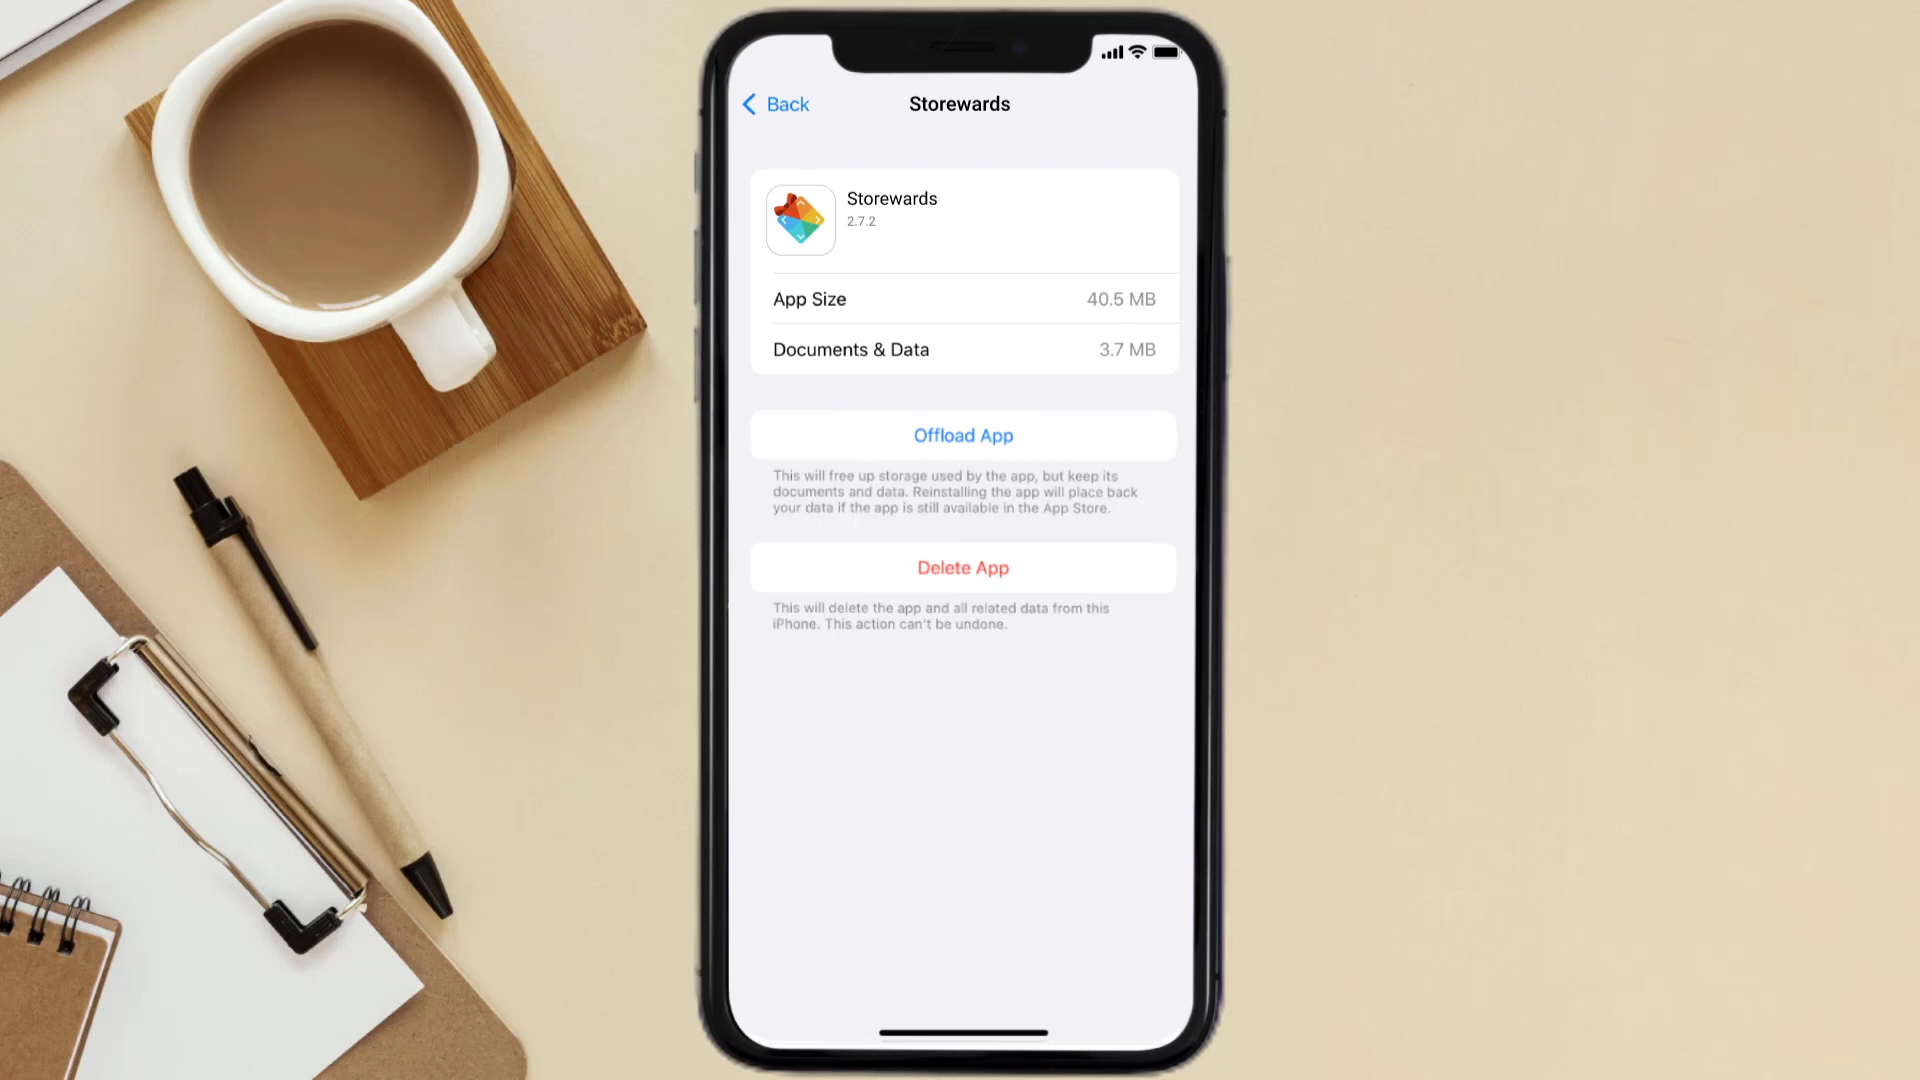 Back
Storewards
Storewards
2.7.2
App Size
40.5 MB
Documents & Data
3.7 MB
Offload App
This will free up storage used by the app, but keep its
documents and data. Reinstalling the app will place back
your data if the app is still available in the App Store.
Delete App
This will delete the app and all related data from this
iPhone. This action can't be undone.